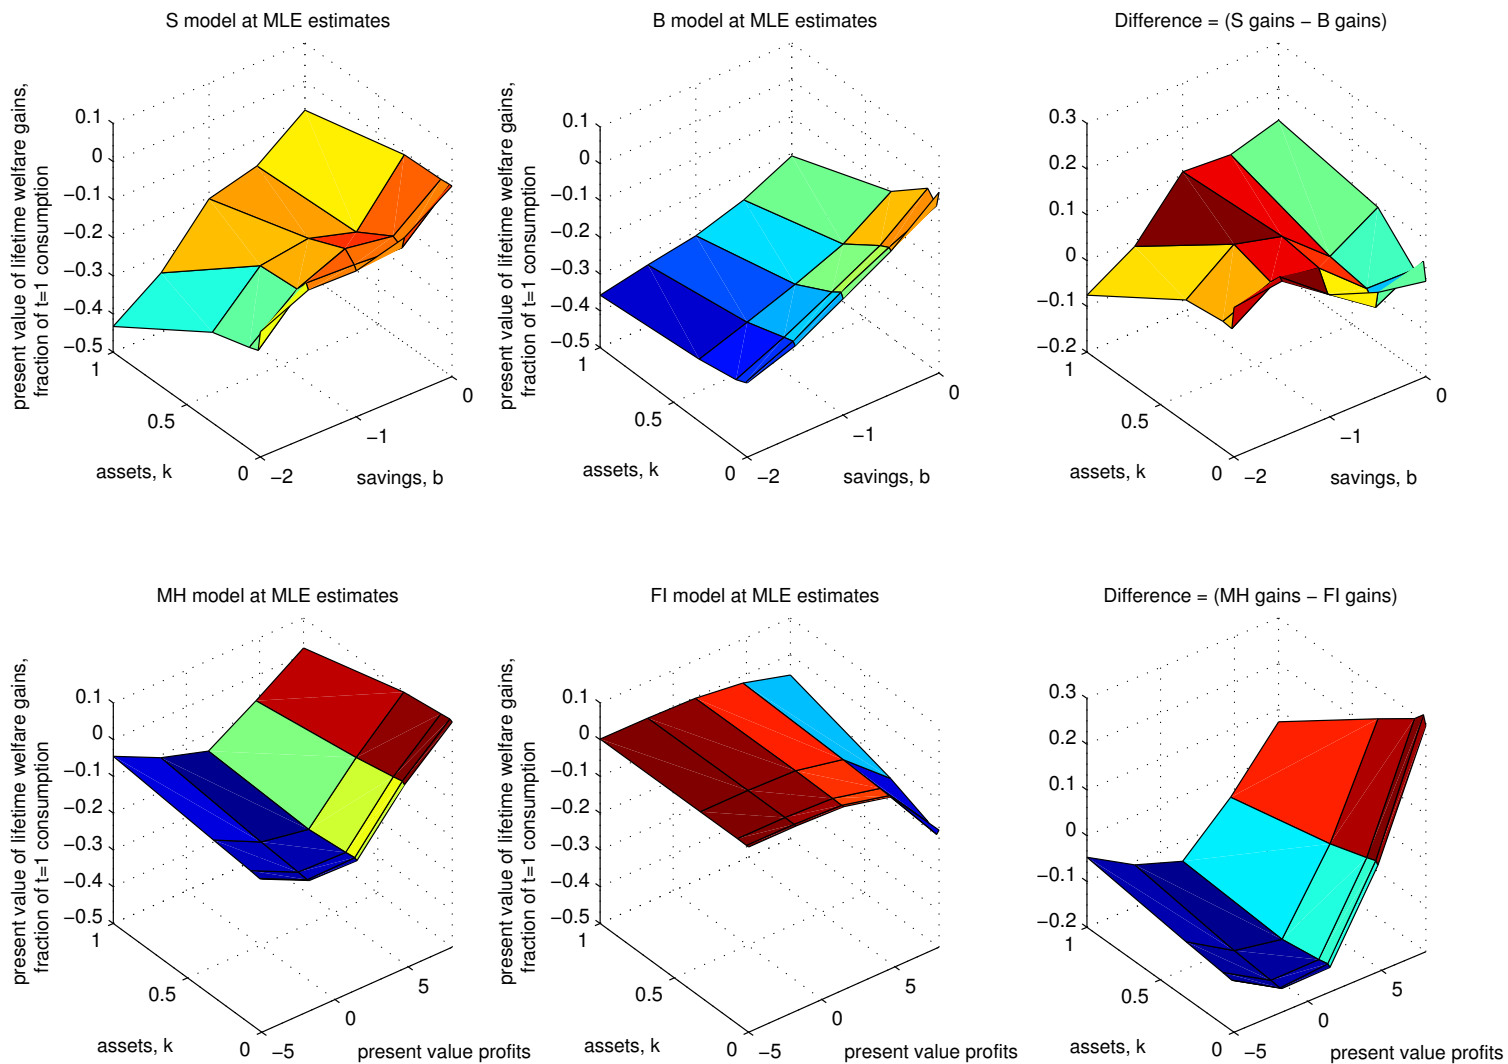 S model at MLE estimates
present value of lifetime welfare gains,
fraction of t=1 consumption
0.1
0
−0.1
−0.2
−0.3
−0.4
−0.5
1
0.5
0
assets, k
−2
−1
0
savings, b
B model at MLE estimates
present value of lifetime welfare gains,
fraction of t=1 consumption
0.1
0
−0.1
−0.2
−0.3
−0.4
−0.5
1
0.5
0
assets, k
−2
−1
0
savings, b
Difference = (S gains − B gains)
0.3
0.2
0.1
0
−0.1
−0.2
1
0.5
0
assets, k
−2
−1
0
savings, b
MH model at MLE estimates
present value of lifetime welfare gains,
fraction of t=1 consumption
0.1
0
−0.1
−0.2
−0.3
−0.4
−0.5
1
0.5
0
assets, k
−5
0
5
present value profits
FI model at MLE estimates
present value of lifetime welfare gains,
fraction of t=1 consumption
0.1
0
−0.1
−0.2
−0.3
−0.4
−0.5
1
0.5
0
assets, k
−5
0
5
present value profits
Difference = (MH gains − FI gains)
0.3
0.2
0.1
0
−0.1
−0.2
1
0.5
0
assets, k
−5
0
5
present value profits